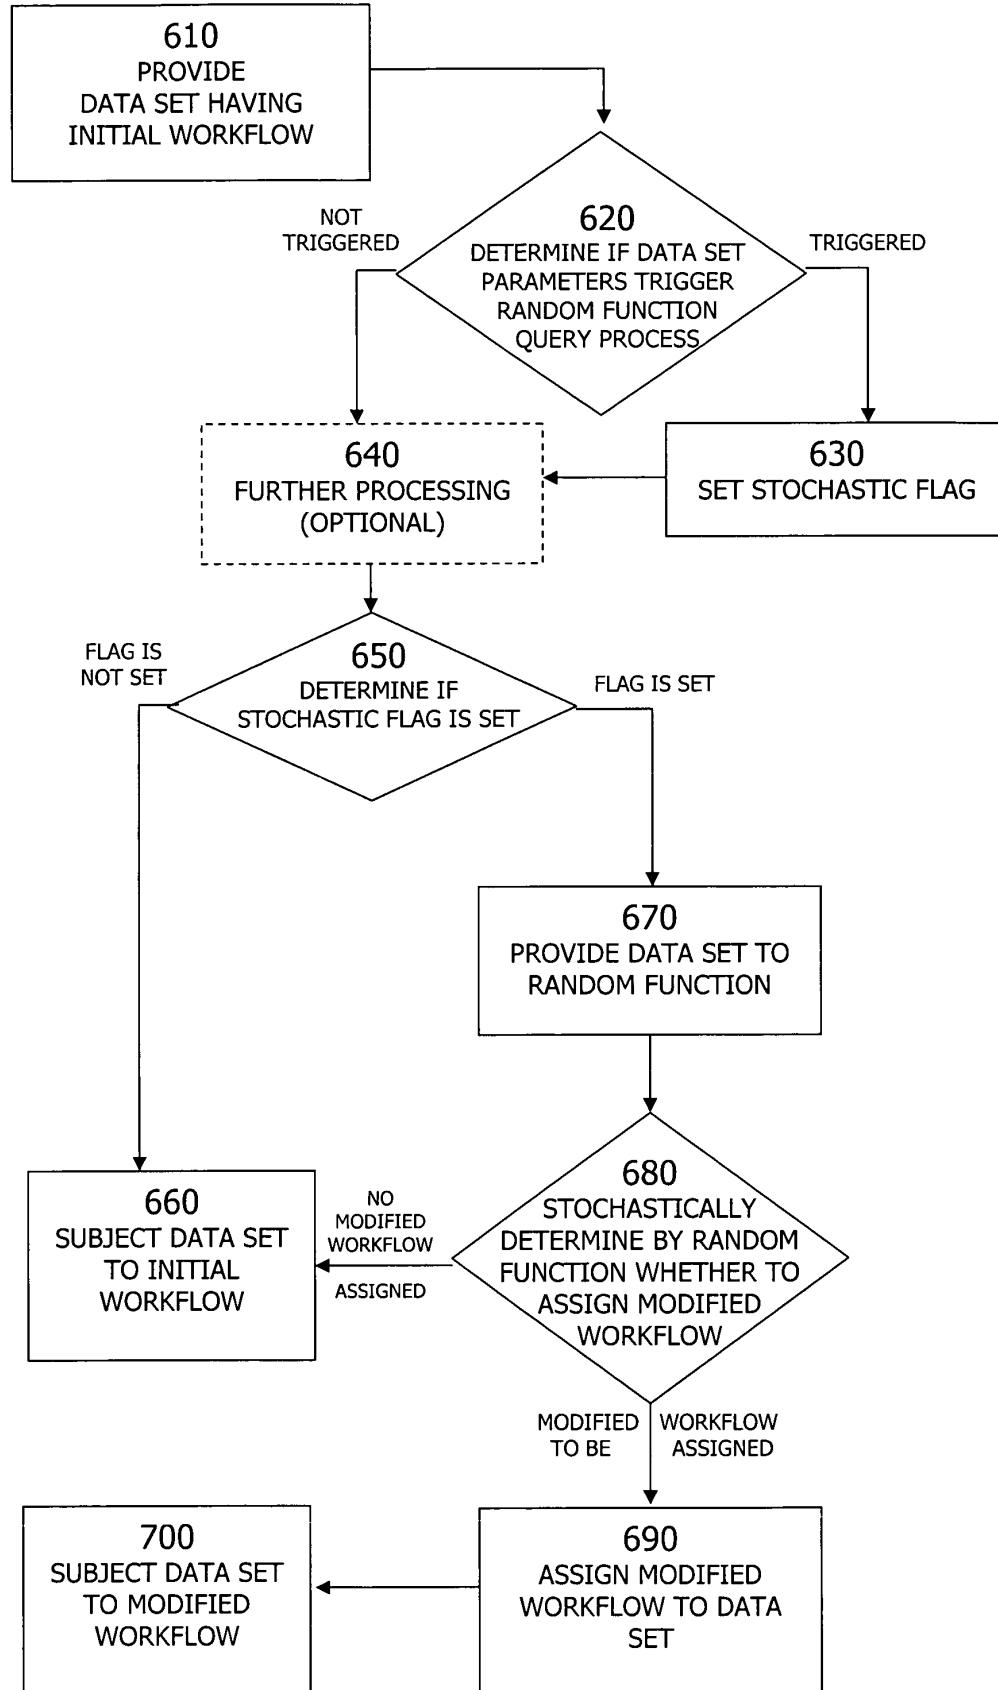 610
PROVIDE
DATA SET HAVING
INITIAL WORKFLOW
620
DETERMINE IF DATA SET
PARAMETERS TRIGGER
RANDOM FUNCTION
QUERY PROCESS
NOT
TRIGGERED
TRIGGERED
640
FURTHER PROCESSING
(OPTIONAL)
630
SET STOCHASTIC FLAG
650
DETERMINE IF
STOCHASTIC FLAG IS SET
FLAG IS
NOT SET
FLAG IS SET
670
PROVIDE DATA SET TO
RANDOM FUNCTION
680
STOCHASTICALLY
DETERMINE BY RANDOM
FUNCTION WHETHER TO
ASSIGN MODIFIED
WORKFLOW
NO
MODIFIED
WORKFLOW
ASSIGNED
660
SUBJECT DATA SET
TO INITIAL
WORKFLOW
MODIFIED WORKFLOW
TO BE ASSIGNED
690
ASSIGN MODIFIED
WORKFLOW TO DATA
SET
700
SUBJECT DATA SET
TO MODIFIED
WORKFLOW